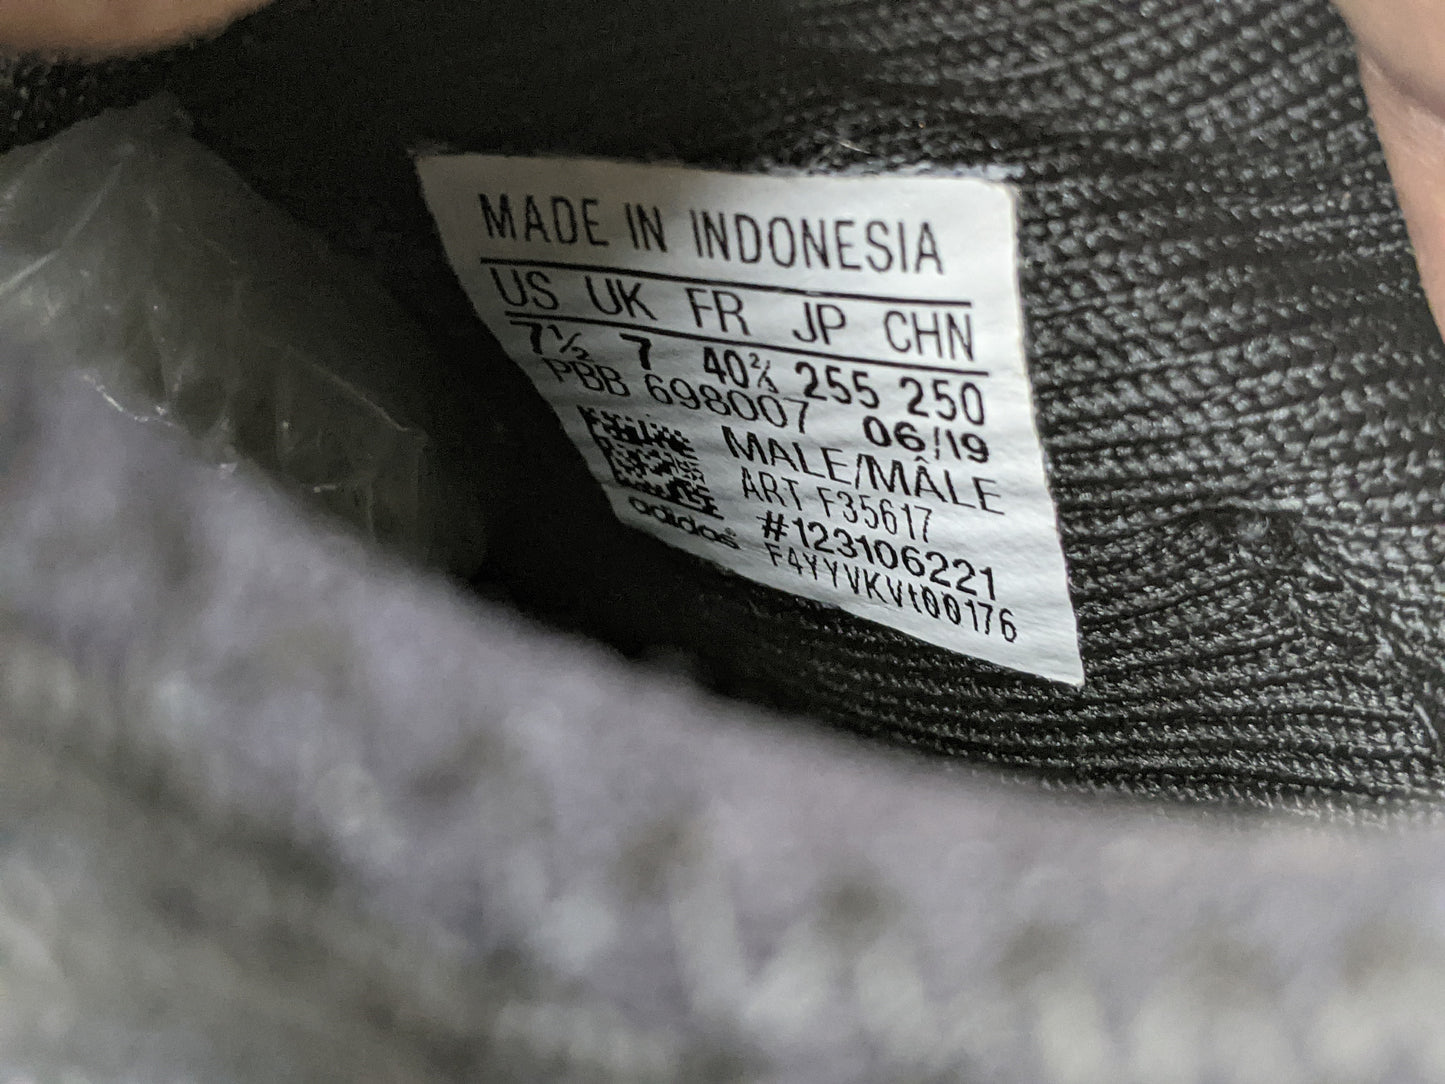 MADE IN INDONESIA
US UK FR JP CHN
7½ 7 40⅔ 255 250
PBB 698007 06/19
MALE/MÂLE
ART F35617
#123106221
F4YYVKVt00176
adidas